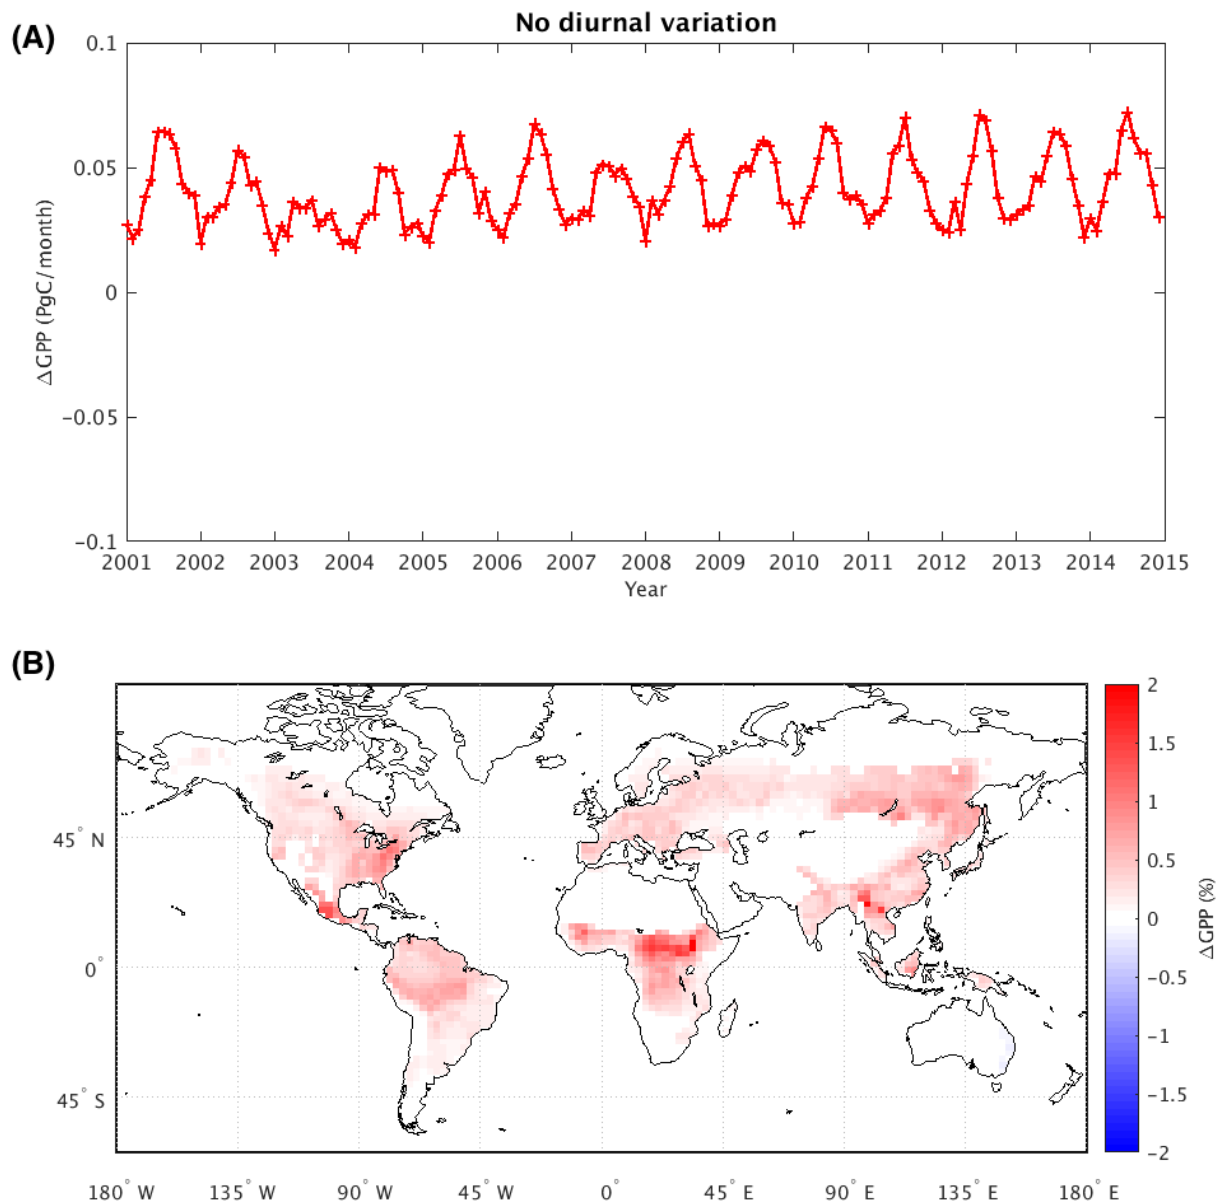 No diurnal variation
(A)
0.1
0.05
0
-0.05
-0.1
ΔGPP (PgC/month)
2001 2002 2003 2004 2005 2006 2007 2008 2009 2010 2011 2012 2013 2014 2015
Year
(B)
45° N
0°
45° S
180° W 135° W 90° W 45° W 0° 45° E 90° E 135° E 180° E
2
1.5
1
0.5
0
-0.5
-1
-1.5
-2
ΔGPP (%)